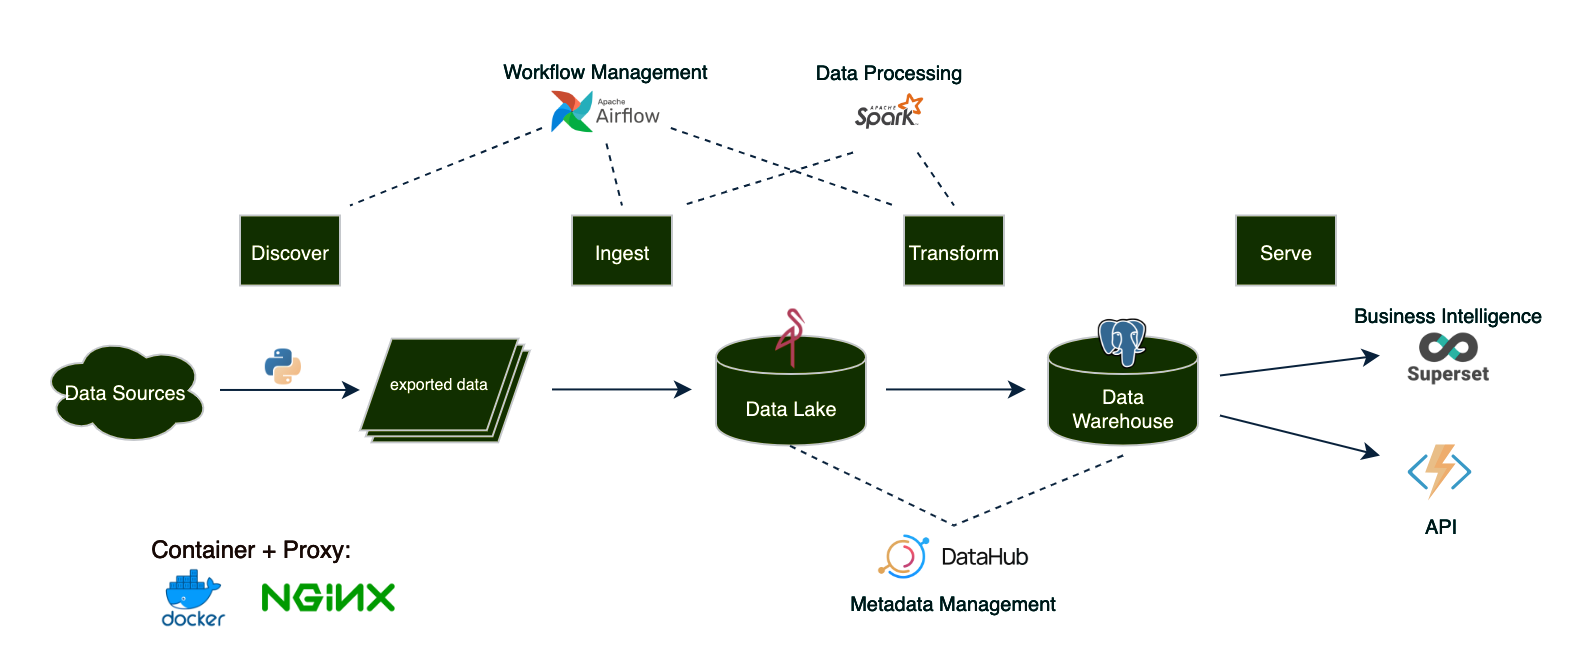 Workflow Management
Apache
Airflow
Data Processing
APACHE
Spark
Discover
Ingest
Transform
Serve
Data Sources
exported data
Data Lake
Data
Warehouse
Business Intelligence
Superset
API
Container + Proxy:
docker
NGINX
DataHub
Metadata Management